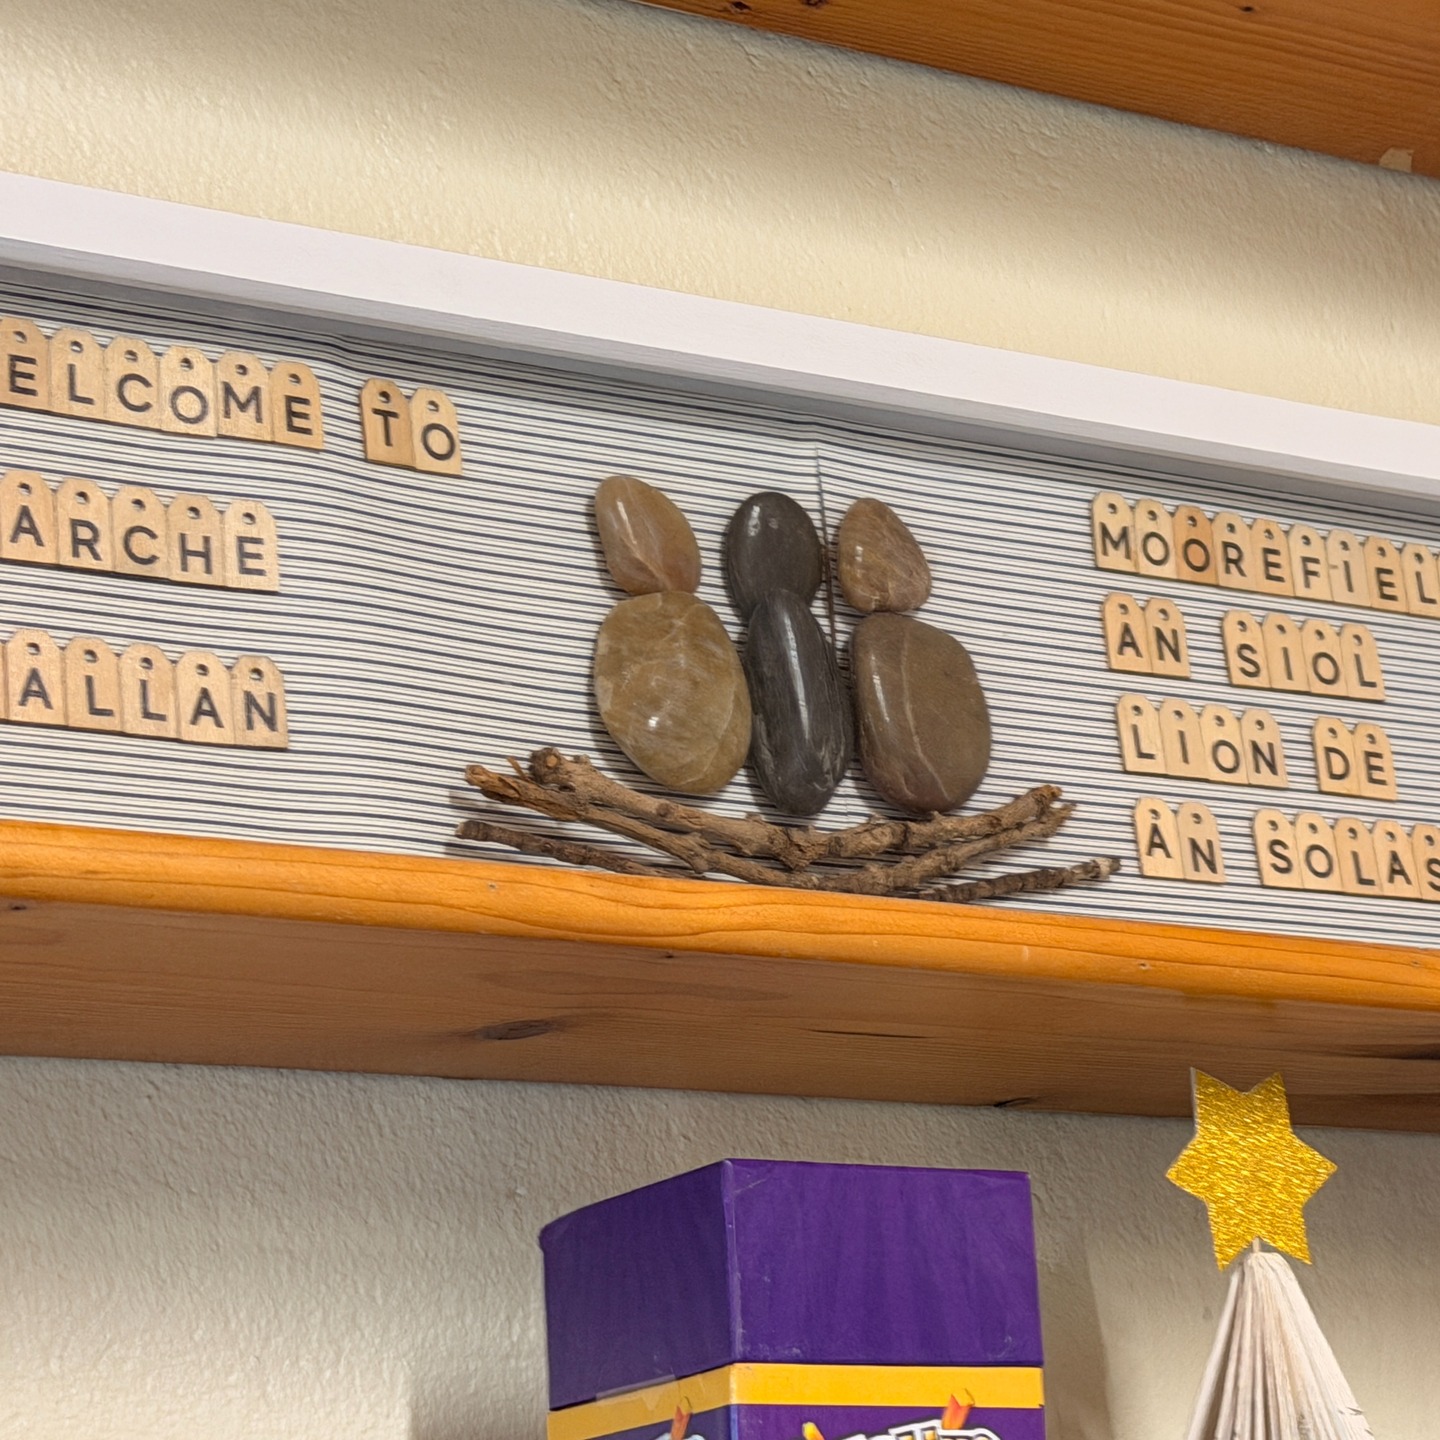 ELCOME TO
ARCHE
ALLAN
MOOREFIEL
AN SIOL
LION DE
AN SOLAS